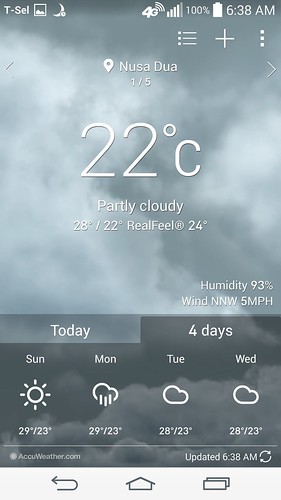 T-Sel 4G 100% 6:38 AM
Nusa Dua
1 / 5
22°C
Partly cloudy
28° / 22° RealFeel® 24°
Humidity 93%
Wind NNW 5MPH
Today 4 days
Sun Mon Tue Wed
29°/23° 29°/23° 28°/23° 28°/23°
AccuWeather.com Updated 6:38 AM